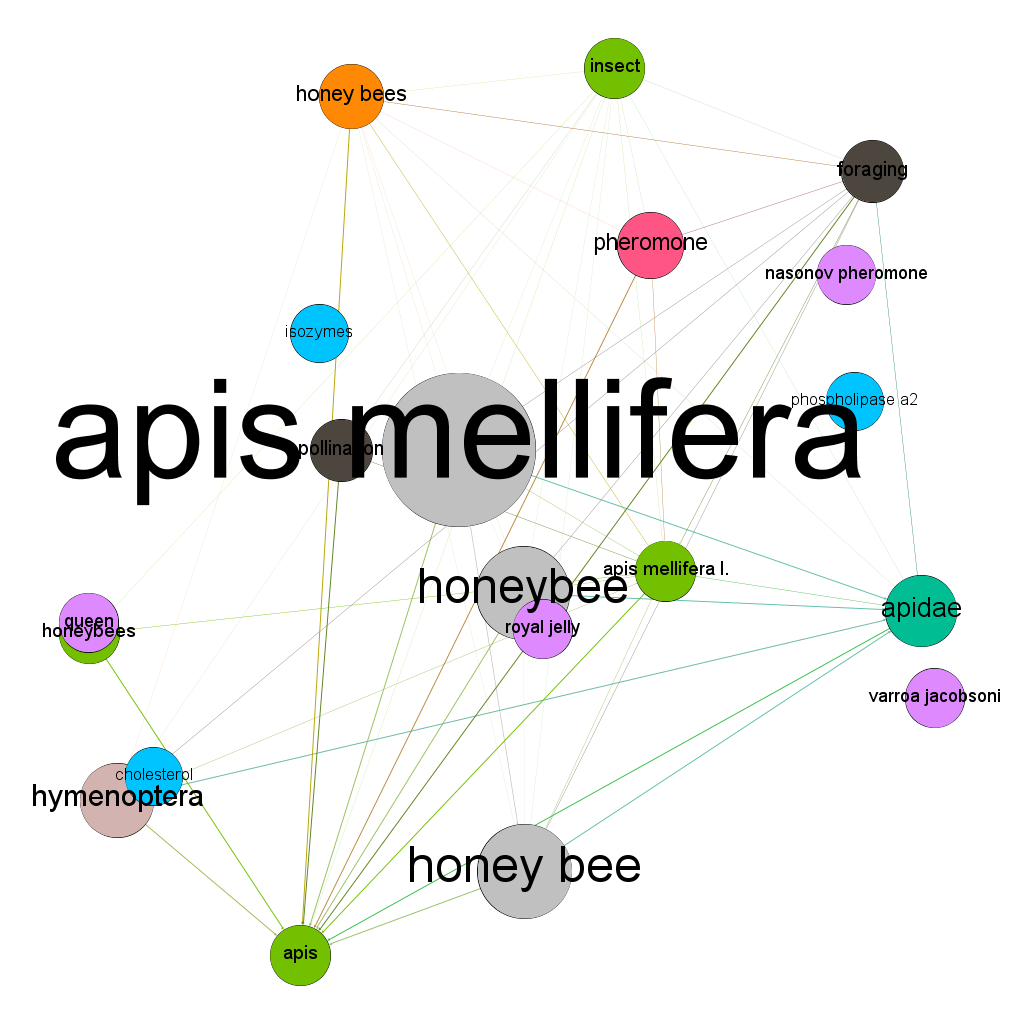 insect
honey bees
foraging
pheromone
nasonov pheromone
isozymes
phospholipase a2
apis mellifera
pollination
apis mellifera l.
honeybee
apidae
queen
royal jelly
honeybees
varroa jacobsoni
cholesterol
hymenoptera
honey bee
apis